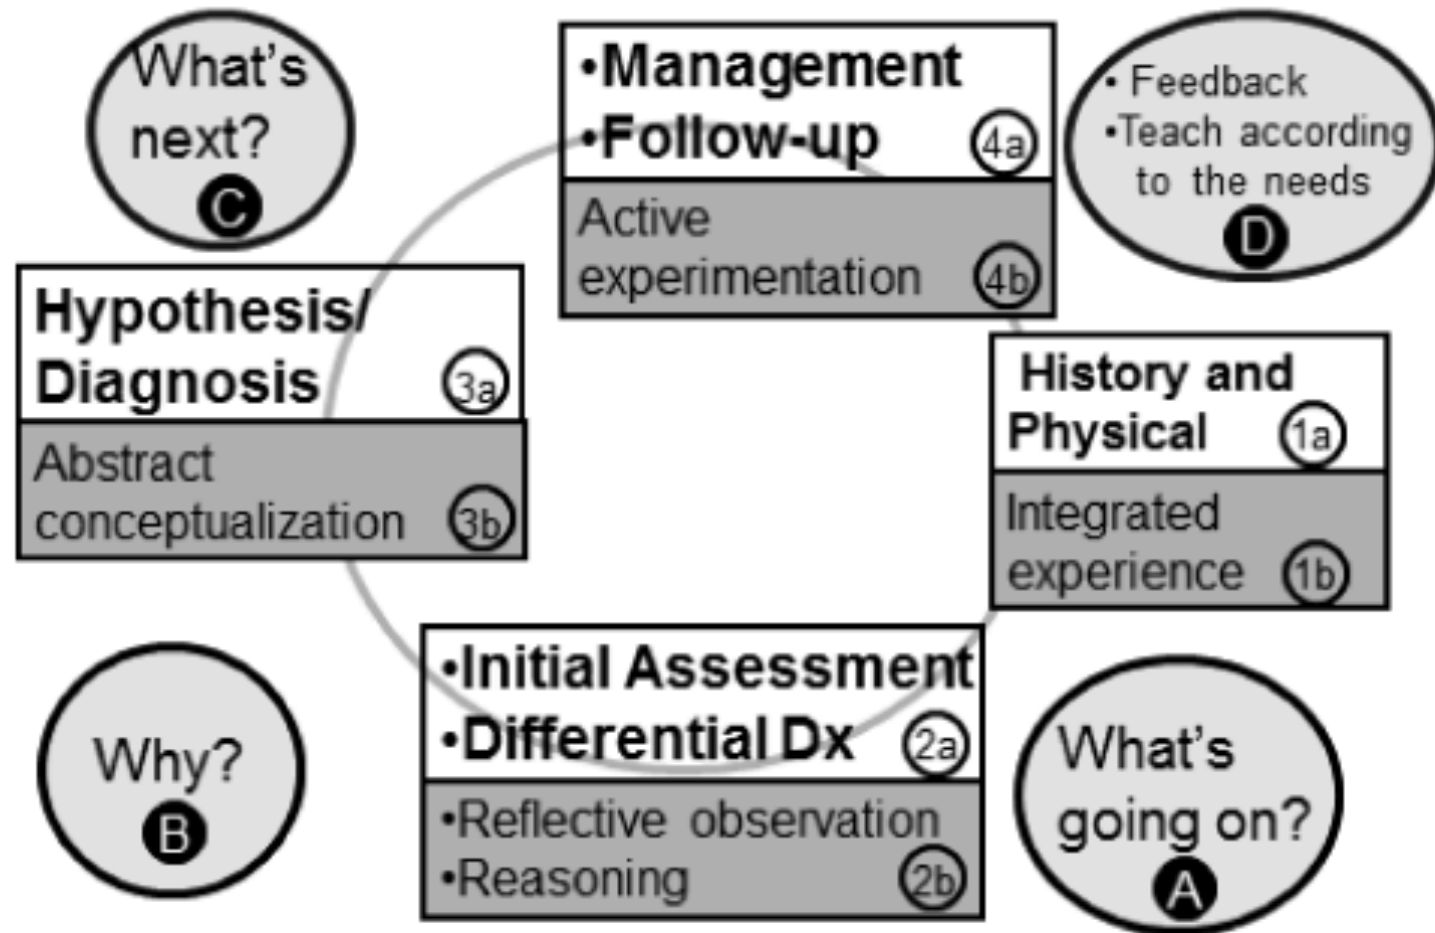 What's
next?
C
•Management
•Follow-up 4a
Active
experimentation 4b
• Feedback
•Teach according
to the needs
D
Hypothesis/
Diagnosis 3a
Abstract
conceptualization 3b
History and
Physical 1a
Integrated
experience 1b
Why?
B
•Initial Assessment
•Differential Dx 2a
•Reflective observation
•Reasoning 2b
What's
going on?
A